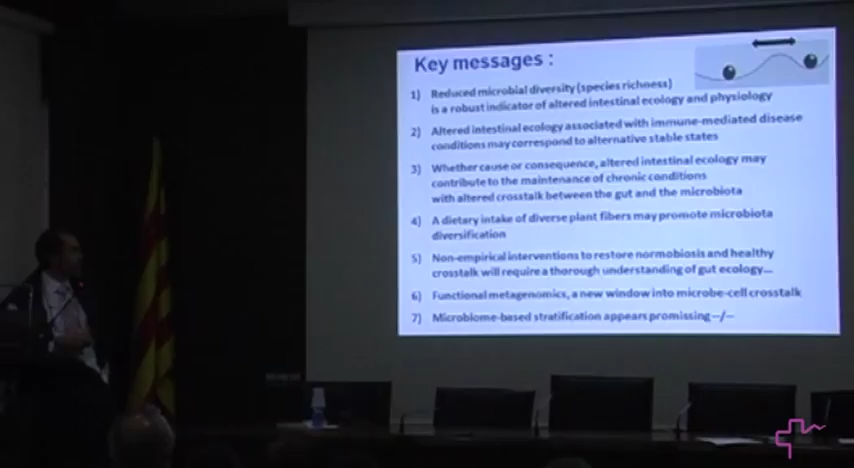 Key messages :
1) Reduced microbial diversity (species richness)
is a robust indicator of altered intestinal ecology and physiology
2) Altered intestinal ecology associated with immune-mediated disease
conditions may correspond to alternative stable states
3) Whether cause or consequence, altered intestinal ecology may
contribute to the maintenance of chronic conditions
with altered crosstalk between the gut and the microbiota
4) A dietary intake of diverse plant fibers may promote microbiota
diversification
5) Non-empirical interventions to restore normobiosis and healthy
crosstalk will require a thorough understanding of gut ecology...
6) Functional metagenomics, a new window into microbe-cell crosstalk
7) Microbiome-based stratification appears promissing --/--